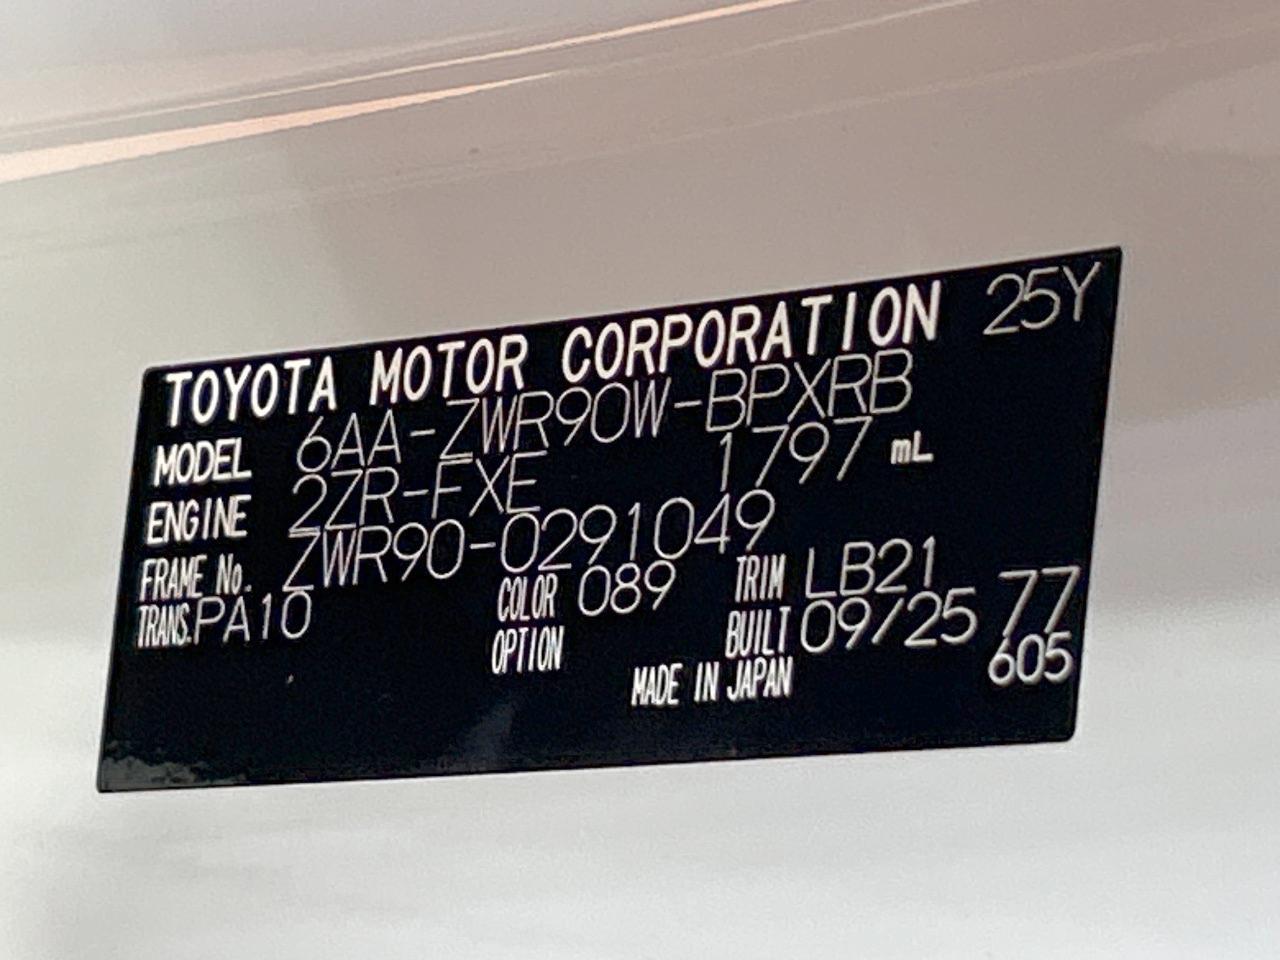 TOYOTA MOTOR CORPORATION 25Y
MODEL 6AA-ZWR90W-BPXRB
ENGINE 2ZR-FXE 1797 mL
FRAME No. ZWR90-0291049
TRANS. PA10 COLOR 089 TRIM LB21
OPTION BUILT 09/25 77
MADE IN JAPAN 605